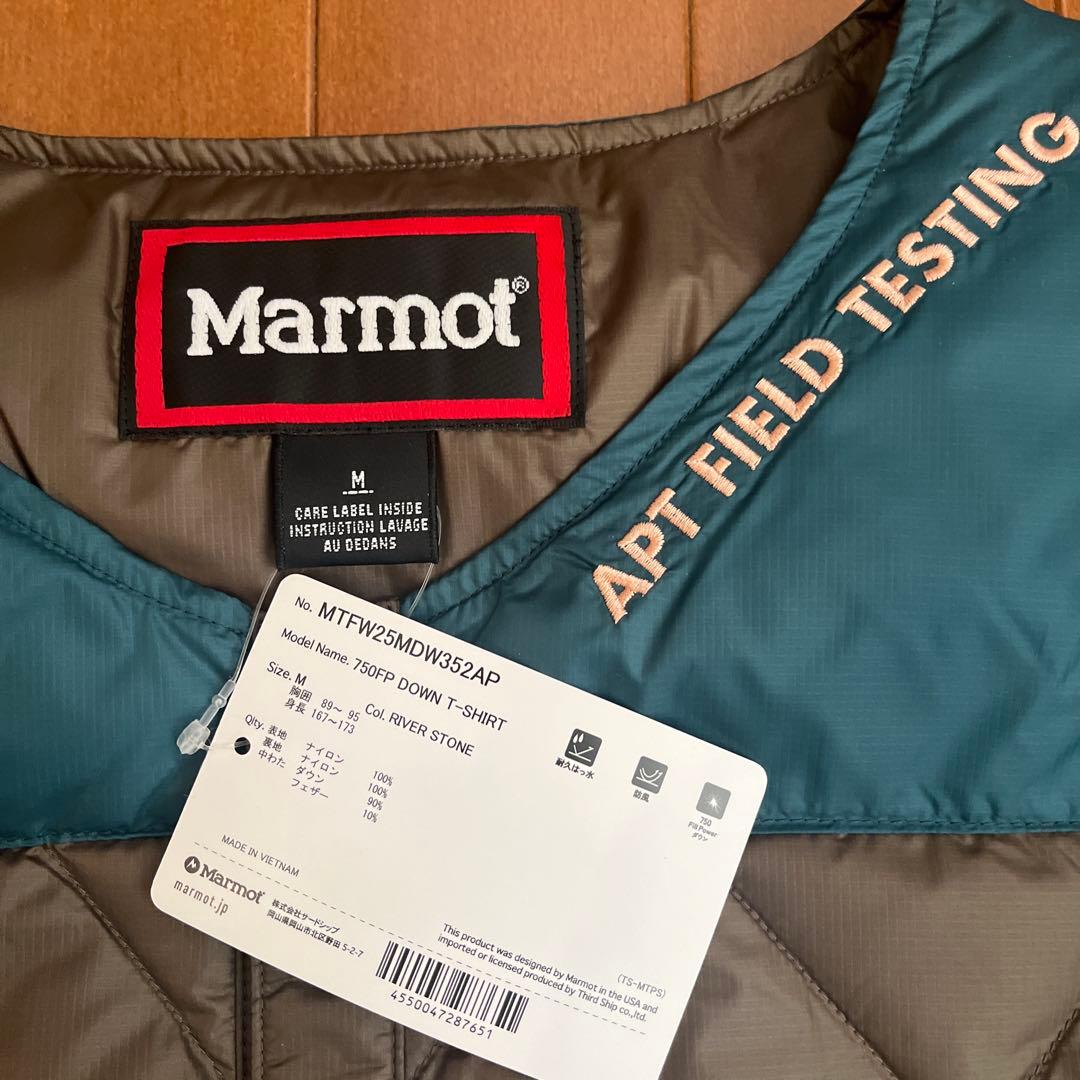 Marmot®
M
CARE LABEL INSIDE
INSTRUCTION LAVAGE
AU DEDANS
APT FIELD TESTING
No. MTFW25MDW352AP
Model Name. 750FP DOWN T-SHIRT
Size. M Col. RIVER STONE
胸囲 89～ 95
身長 167～173
Qlty. 表地 ナイロン 100%
裏地 ナイロン 100%
中わた ダウン 90%
フェザー 10%
耐久はっ水
防風
750
Fill Power
ダウン
MADE IN VIETNAM
Marmot®
marmot.jp
株式会社サードシップ
岡山県岡山市北区野田 5-2-7
(TS-MTPS)
This product was designed by Marmot in the USA and
imported or licensed produced by Third Ship co.,ltd.
4550047287651